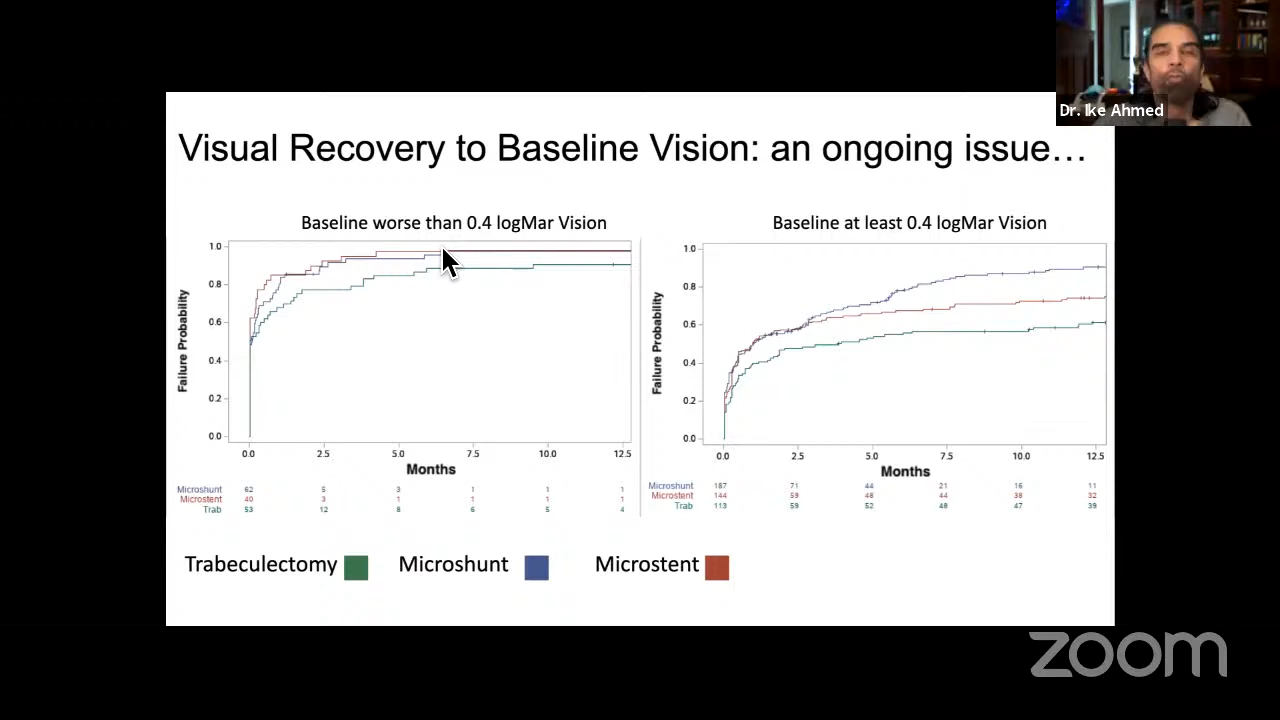 Dr. Ike Ahmed
Visual Recovery to Baseline Vision: an ongoing issue…
Baseline worse than 0.4 logMar Vision
1.0
0.8
0.6
0.4
0.2
0.0
Failure Probability
0.0 2.5 5.0 7.5 10.0 12.5
Months
Microshunt 62 5 3 1 1 1
Microstent 40 3 1 1 1 1
Trab 53 12 8 6 5 4
Baseline at least 0.4 logMar Vision
1.0
0.8
0.6
0.4
0.2
0.0
Failure Probability
0.0 2.5 5.0 7.5 10.0 12.5
Months
Microshunt 187 71 44 21 16 11
Microstent 144 59 48 44 38 32
Trab 113 59 52 48 47 39
Trabeculectomy Microshunt Microstent
zoom